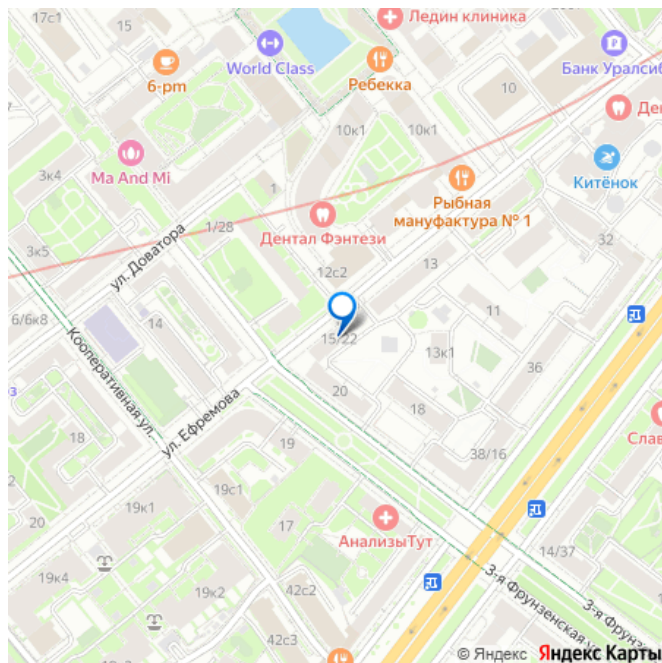 17с1
15
Ледин клиника
World Class
6-pm
Ребекка
Банк Уралсиб
10
10к1
10к1
Китёнок
3к4
Ma And Mi
1
Рыбная
мануфактура № 1
1/28
Дентал Фэнтези
32
3к5
ул. Доватора
12с2
13
6/6к8
14
15/22
11
13к1
36
Кооперативная ул.
20
18
ул. Ефремова
18
19
38/16
20
19к1
19с1
17
АнализыТут
14/37
19к4
19к2
42с2
3-я Фрунзенская ул.
3-я Фрунз
42с3
© Яндекс Яндекс Карты